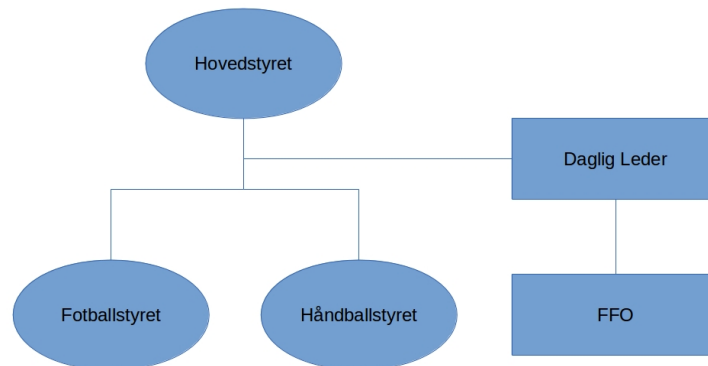 Hovedstyret
Daglig Leder
Fotballstyret
Håndballstyret
FFO